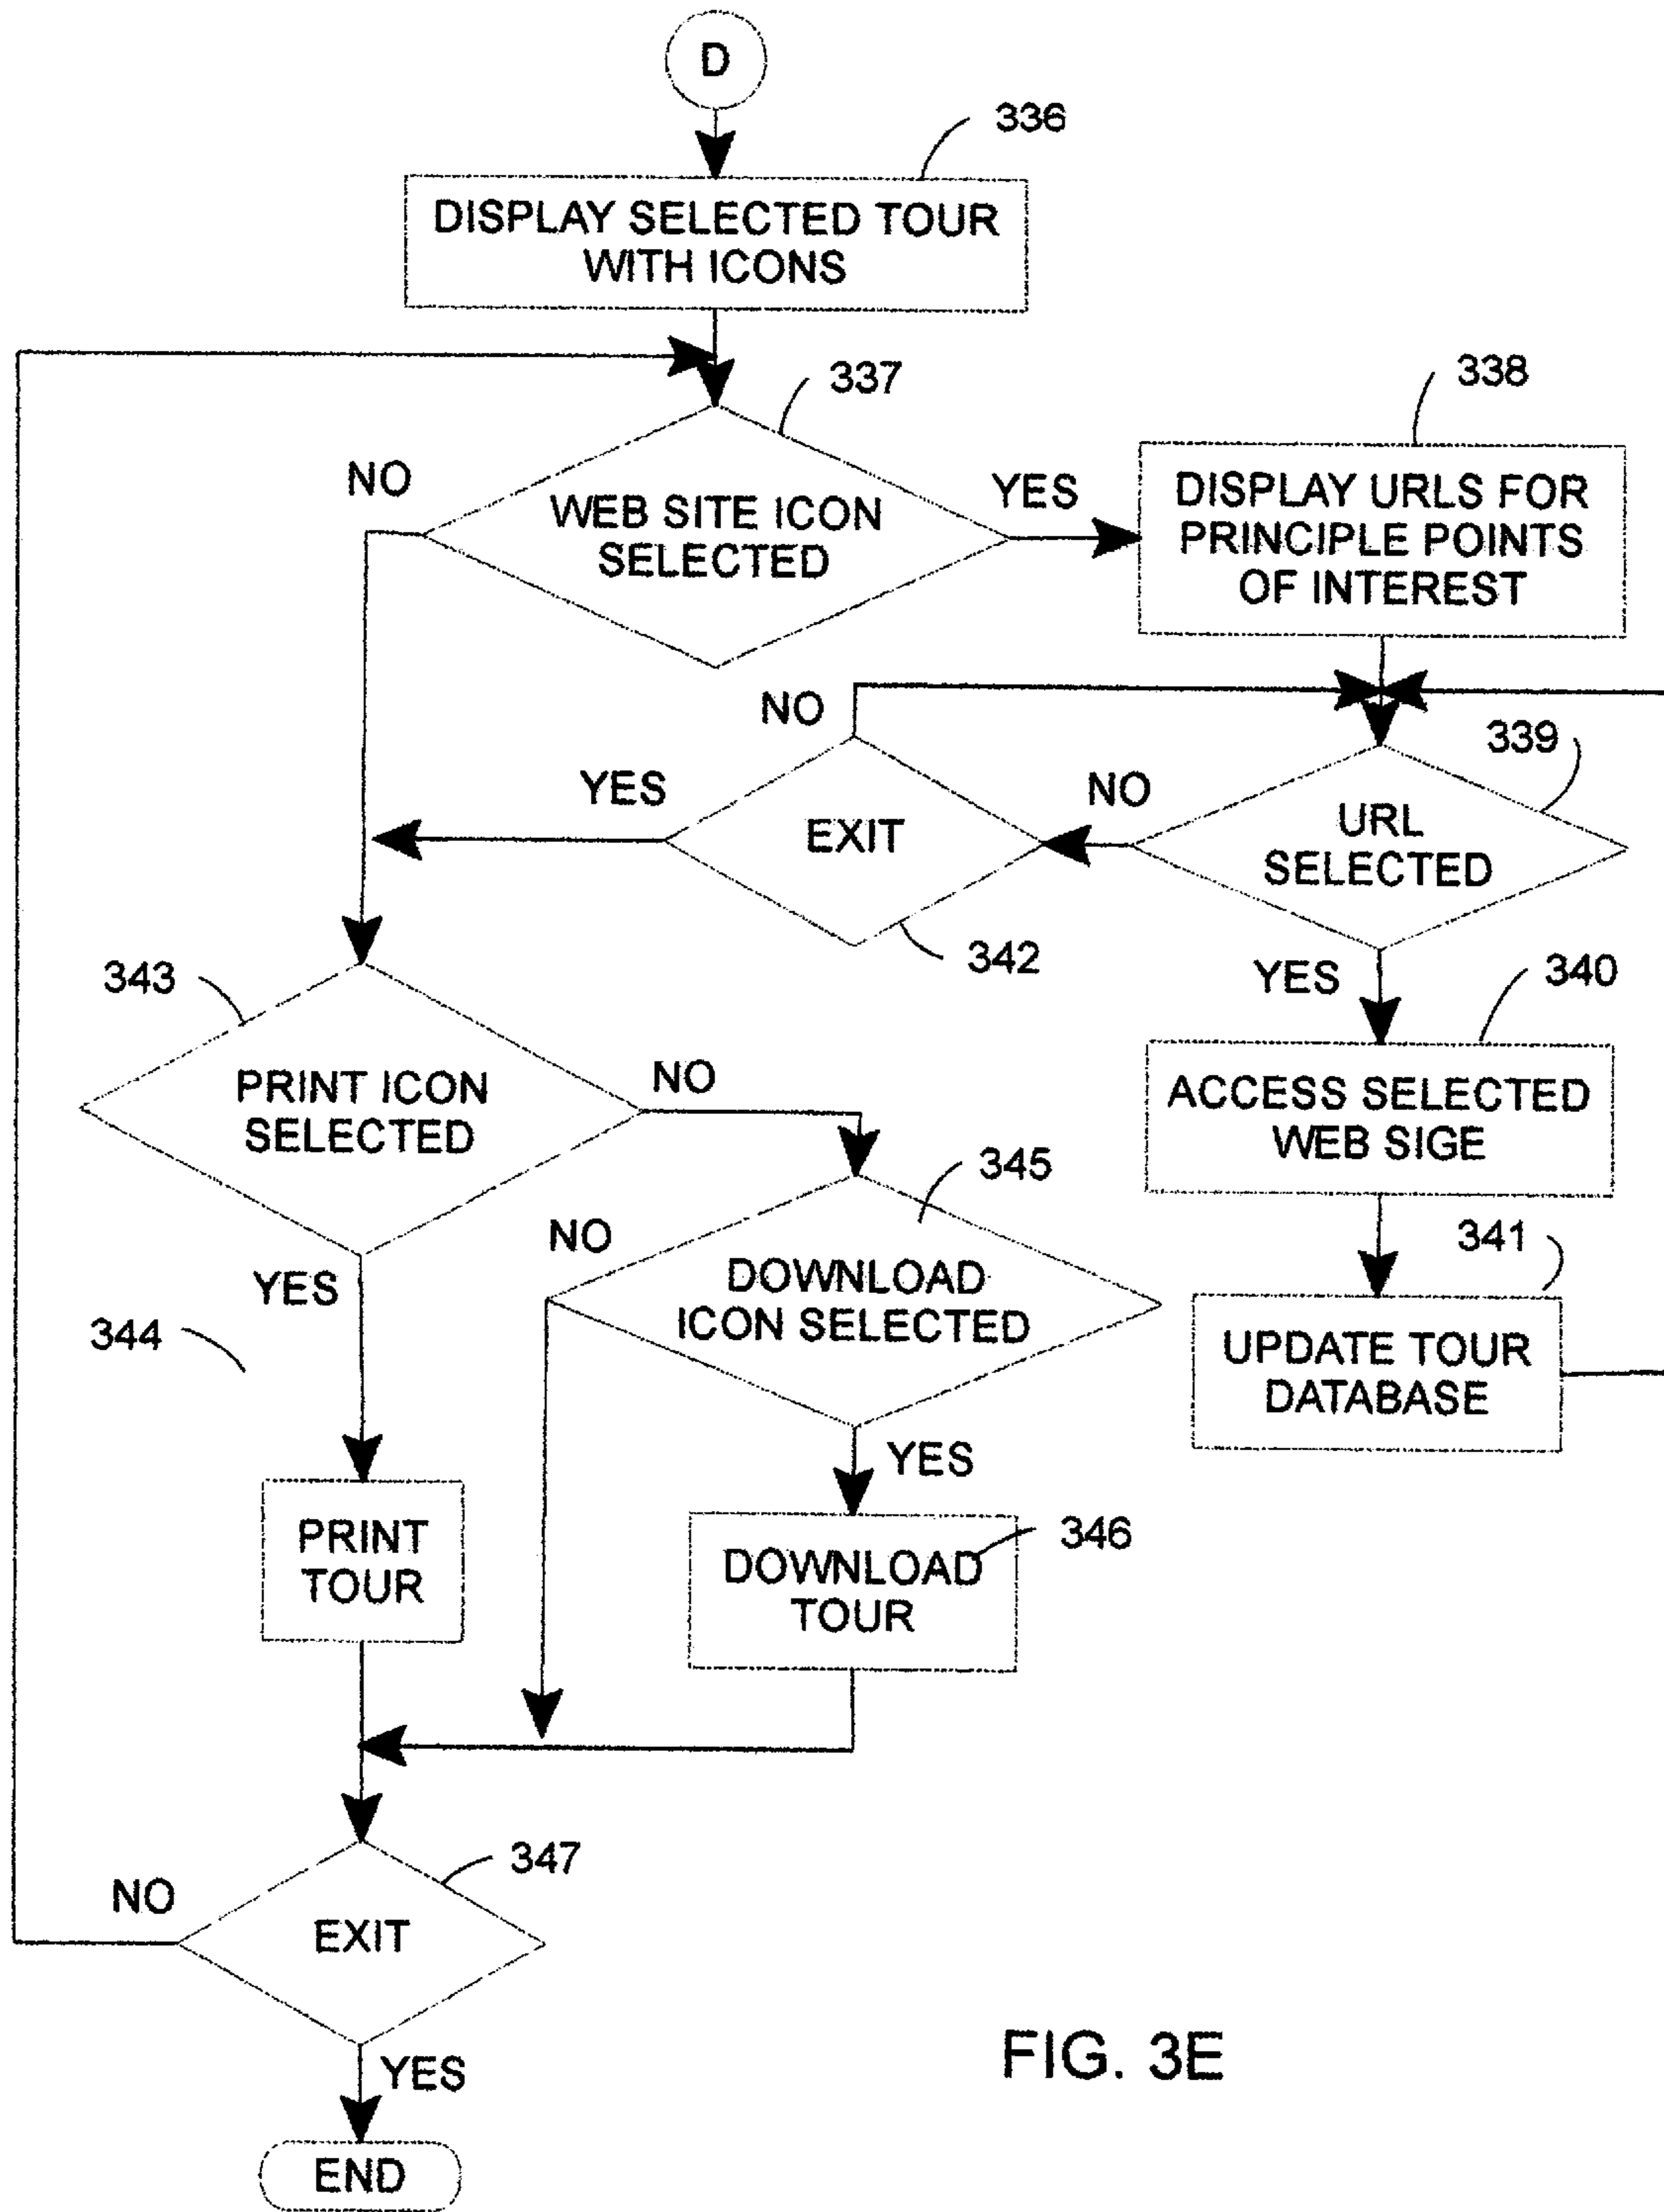 D
336
DISPLAY SELECTED TOUR
WITH ICONS
337
338
NO
WEB SITE ICON
SELECTED
YES
DISPLAY URLS FOR
PRINCIPLE POINTS
OF INTEREST
NO
339
YES
EXIT
NO
URL
SELECTED
342
343
YES
340
PRINT ICON
SELECTED
NO
ACCESS SELECTED
WEB SIGE
345
NO
341
YES
DOWNLOAD
ICON SELECTED
344
UPDATE TOUR
DATABASE
YES
PRINT
TOUR
346
DOWNLOAD
TOUR
347
NO
EXIT
YES
FIG. 3E
END